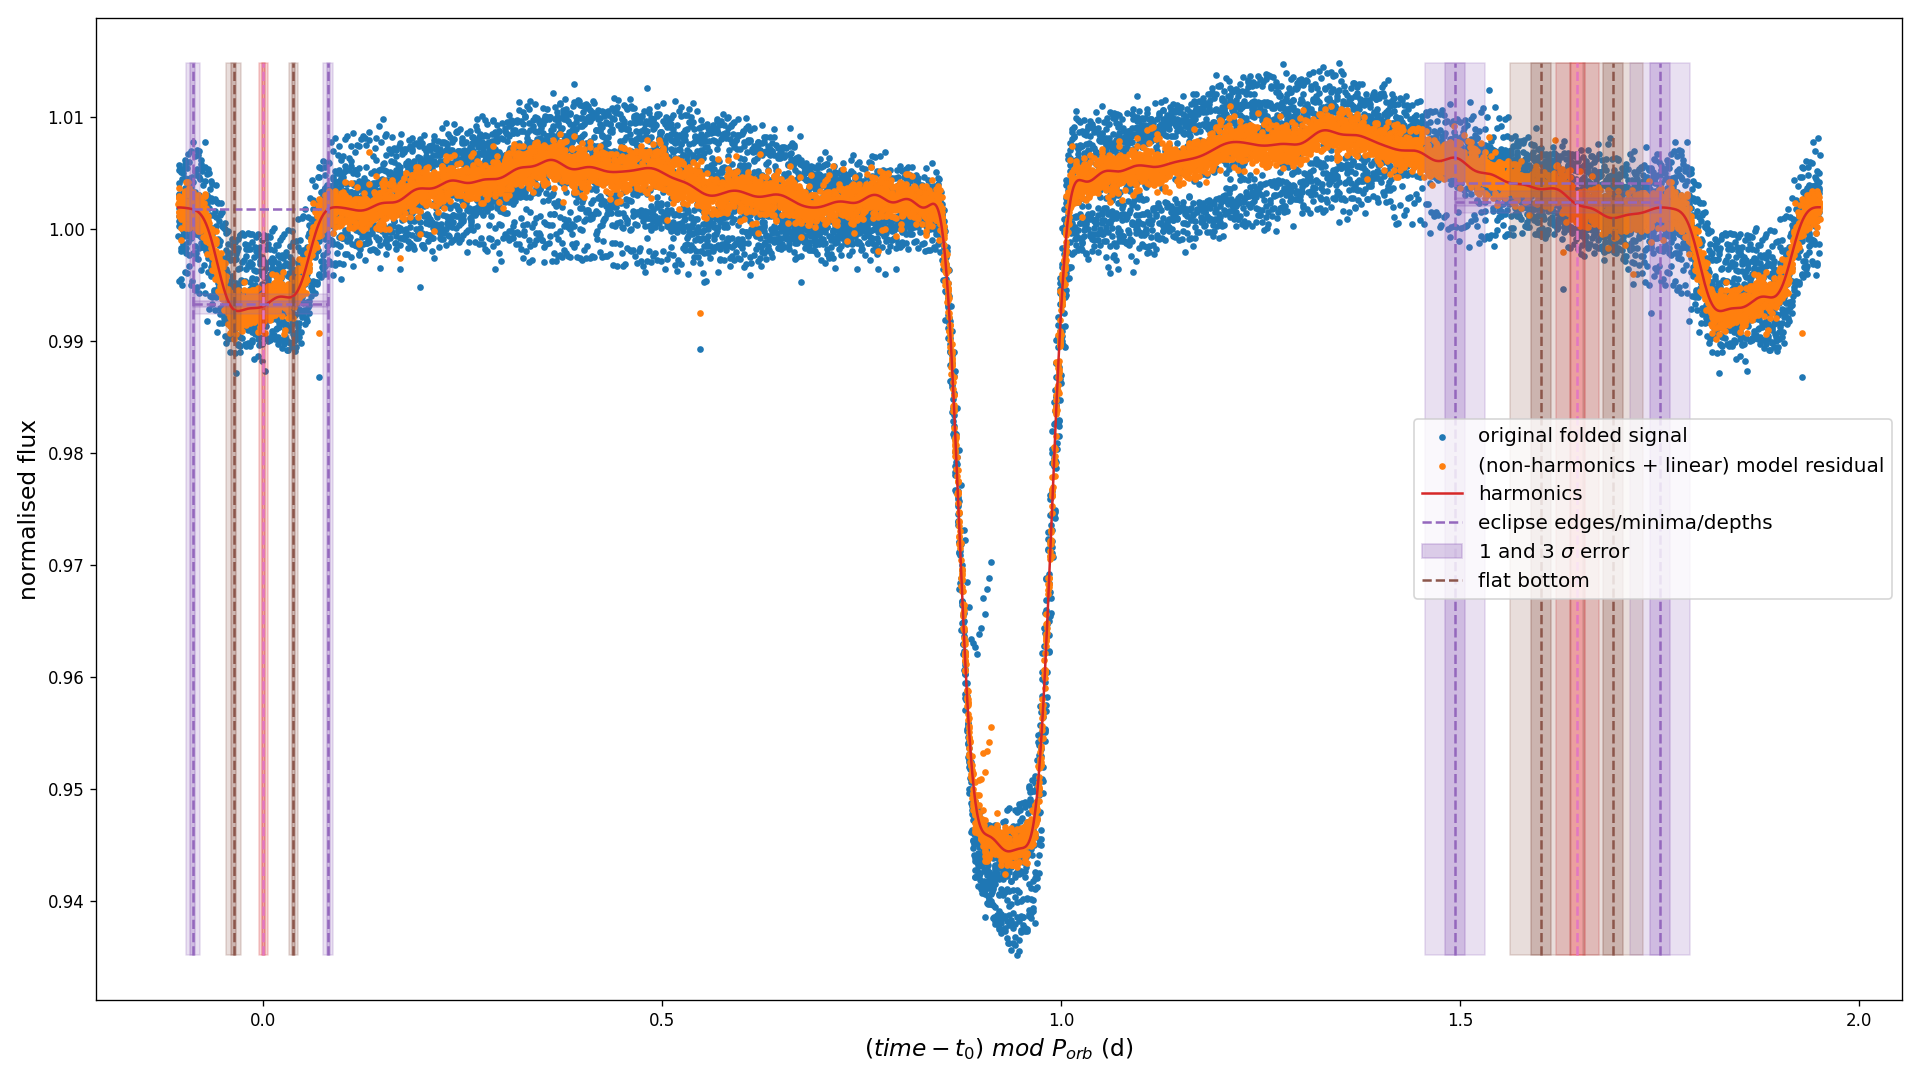 normalised flux
1.01
1.00
0.99
0.98
0.97
0.96
0.95
0.94
original folded signal
(non-harmonics + linear) model residual
harmonics
eclipse edges/minima/depths
1 and 3 σ error
flat bottom
0.0 0.5 1.0 1.5 2.0
(time − t₀) mod P_orb (d)